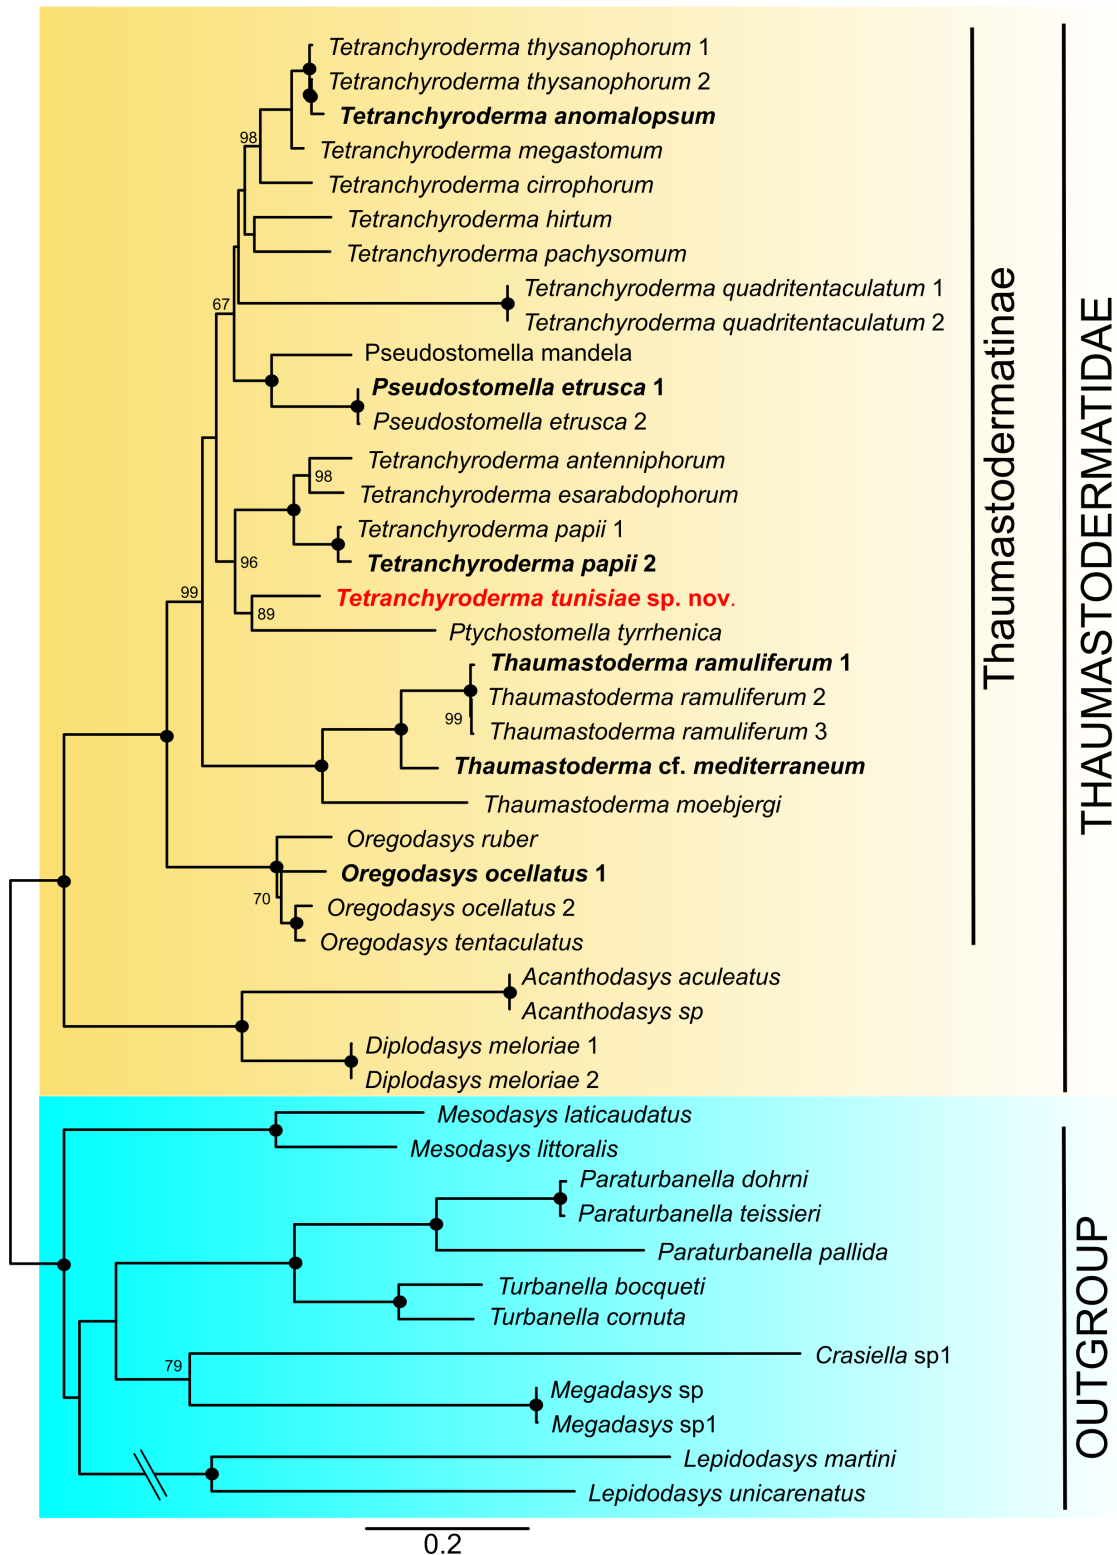 Tetranchyroderma thysanophorum 1
Tetranchyroderma thysanophorum 2
Tetranchyroderma anomalopsum
98
Tetranchyroderma megastomum
Tetranchyroderma cirrophorum
Tetranchyroderma hirtum
Tetranchyroderma pachysomum
Tetranchyroderma quadritentaculatum 1
67
Tetranchyroderma quadritentaculatum 2
Pseudostomella mandela
Pseudostomella etrusca 1
Pseudostomella etrusca 2
Tetranchyroderma antenniphorum
98
Tetranchyroderma esarabdophorum
Tetranchyroderma papii 1
96
Tetranchyroderma papii 2
99
Tetranchyroderma tunisiae sp. nov.
89
Ptychostomella tyrrhenica
Thaumastoderma ramuliferum 1
Thaumastoderma ramuliferum 2
99
Thaumastoderma ramuliferum 3
Thaumastoderma cf. mediterraneum
Thaumastoderma moebjergi
Oregodasys ruber
Oregodasys ocellatus 1
70
Oregodasys ocellatus 2
Oregodasys tentaculatus
Acanthodasys aculeatus
Acanthodasys sp
Diplodasys meloriae 1
Diplodasys meloriae 2
Thaumastodermatinae
THAUMASTODERMATIDAE
Mesodasys laticaudatus
Mesodasys littoralis
Paraturbanella dohrni
Paraturbanella teissieri
Paraturbanella pallida
Turbanella bocqueti
Turbanella cornuta
Crasiella sp1
79
Megadasys sp
Megadasys sp1
Lepidodasys martini
Lepidodasys unicarenatus
OUTGROUP
0.2